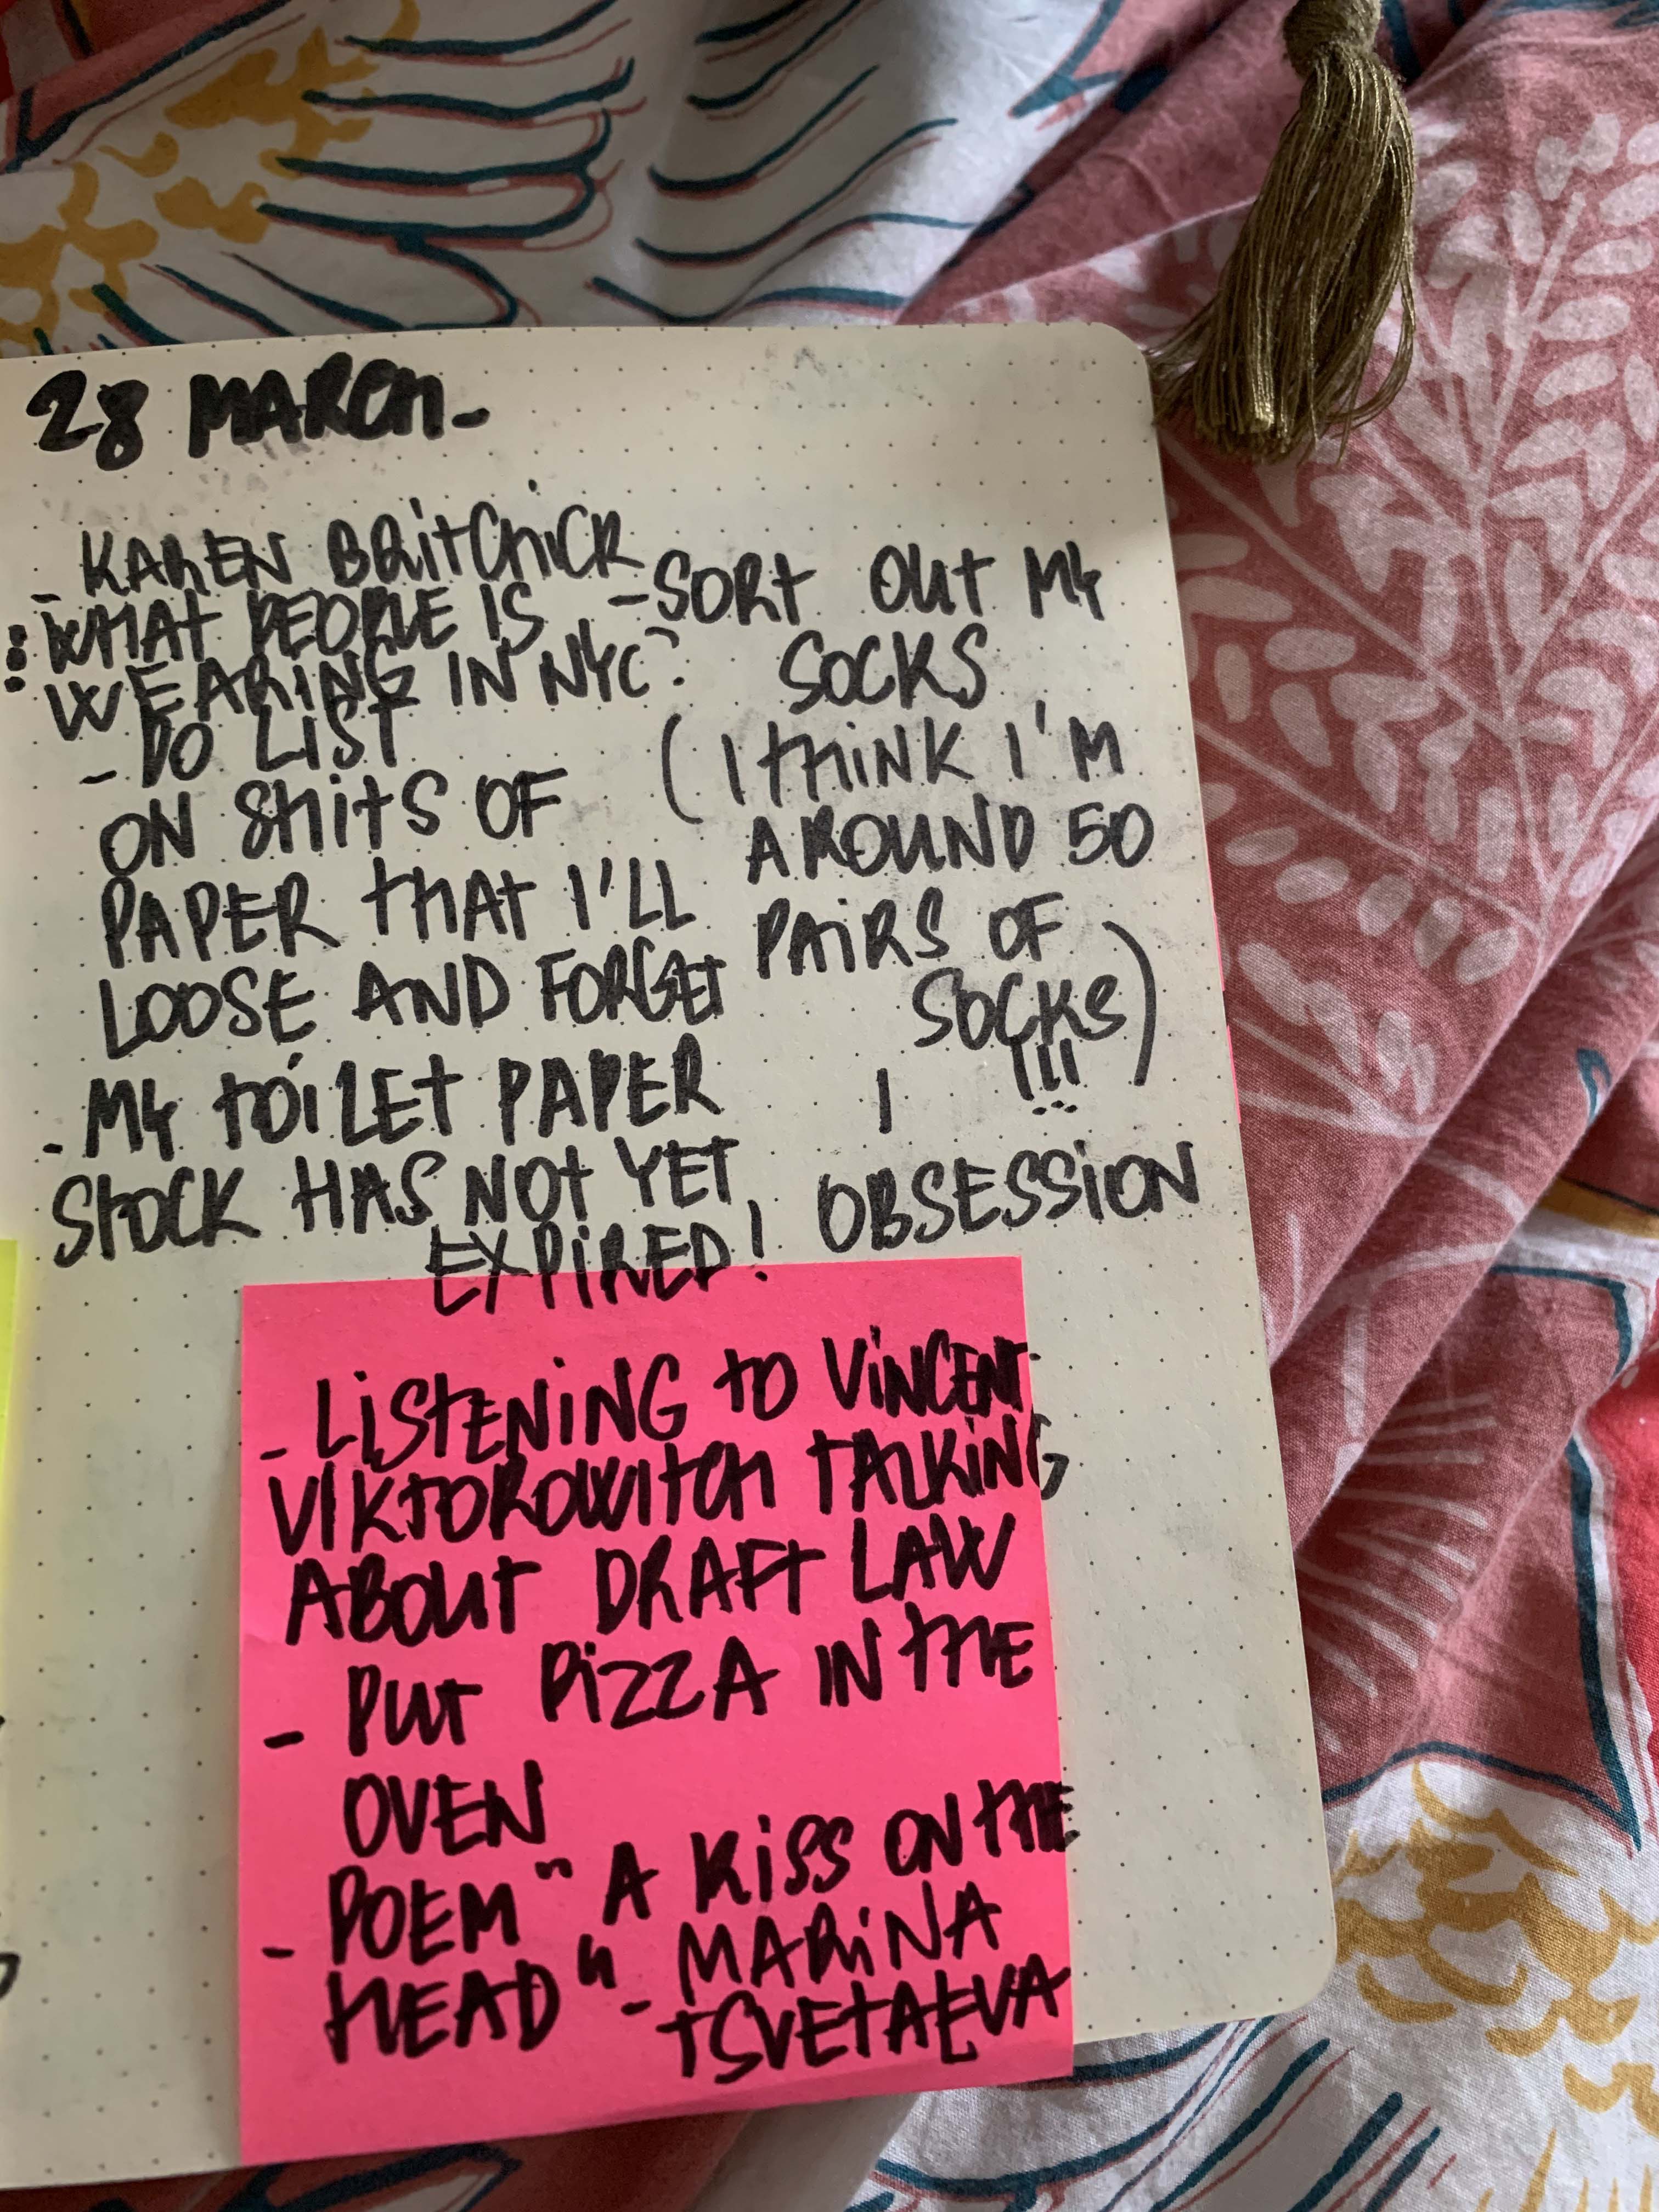 28 MARCH-
- KAREN BRITCHICK
: WHAT PEOPLE IS
WEARING IN NYC?
- DO LIST
ON SHITS OF
PAPER THAT I'LL
LOOSE AND FORGET
- MY TOILET PAPER
STOCK HAS NOT YET
EXPIRED!
- SORT OUT MY
SOCKS
(I THINK I'M
AROUND 50
PAIRS OF
SOCKS)
!!!
OBSESSION
- LISTENING TO VINCENT
VIKTOROWITCH TALKING
ABOUT DRAFT LAW
- PUT PIZZA IN THE
OVEN
- POEM "A KISS ON THE
HEAD" - MARINA
TSVETAEVA